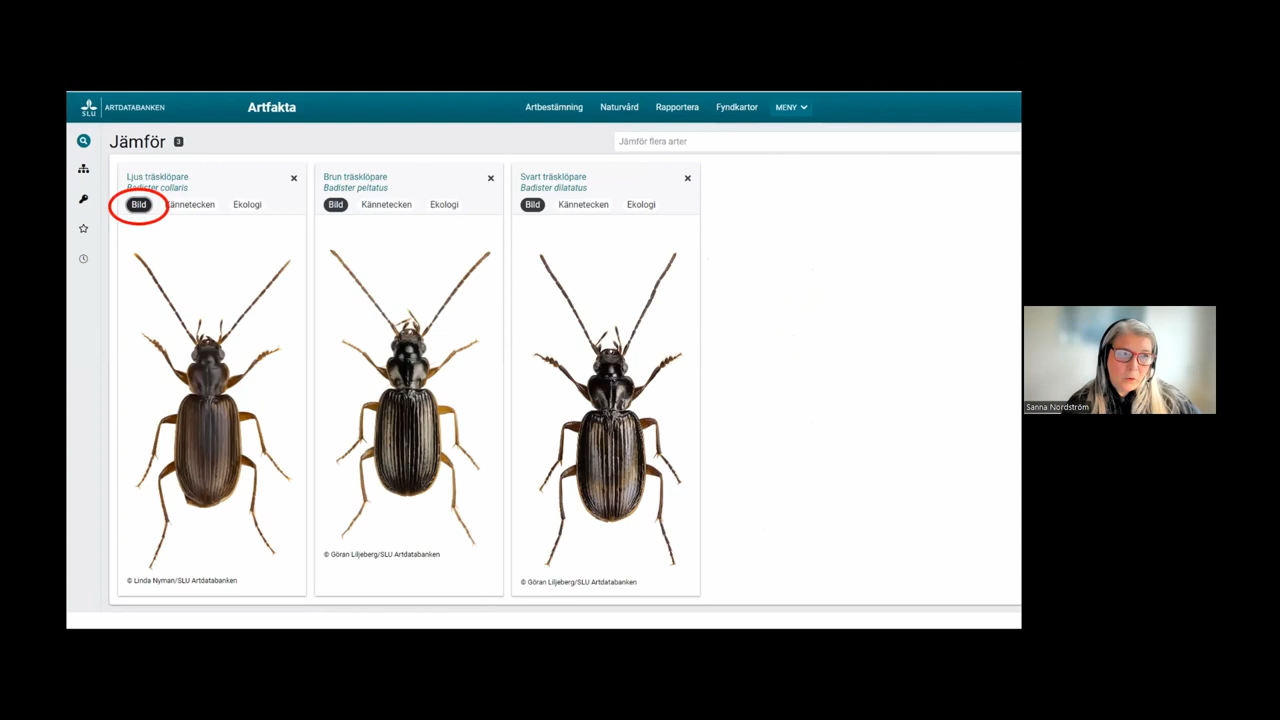 SLU
ARTDATABANKEN
Artfakta
Artbestämning
Naturvård
Rapportera
Fyndkartor
MENY
Jämför 3
Jämför flera arter
Ljus träsklöpare
Badister collaris
Bild Kännetecken Ekologi
© Linda Nyman/SLU Artdatabanken
Brun träsklöpare
Badister peltatus
Bild Kännetecken Ekologi
© Göran Liljeberg/SLU Artdatabanken
Svart träsklöpare
Badister dilatatus
Bild Kännetecken Ekologi
© Göran Liljeberg/SLU Artdatabanken
Sanna Nordström